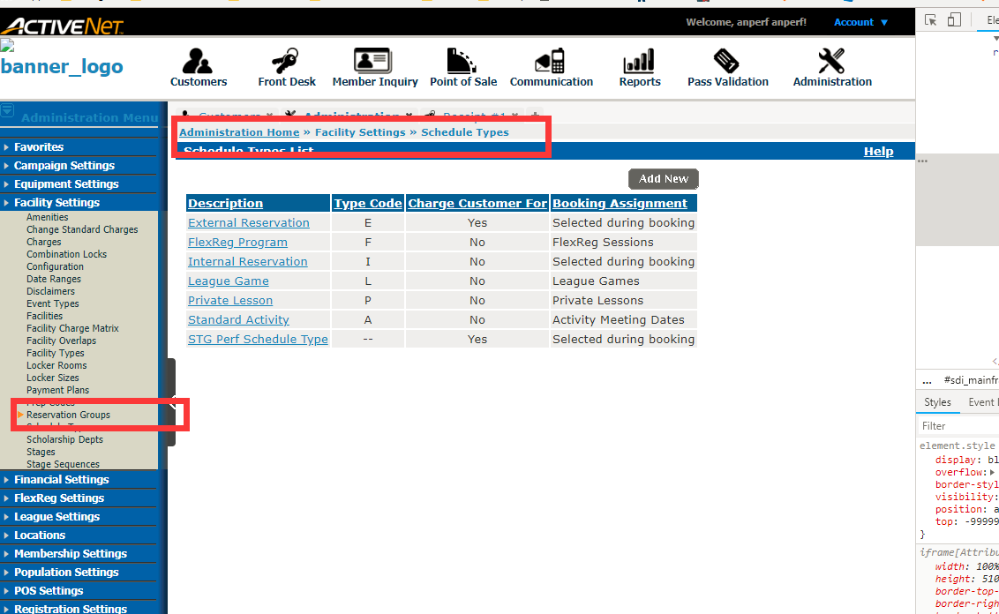 ACTIVENET
Welcome, anperf anperf!
Account ▼
Ele
banner_logo
Customers
Front Desk
Member Inquiry
Point of Sale
Communication
Reports
Pass Validation
Administration
Administration Menu
Favorites
Campaign Settings
Equipment Settings
Facility Settings
Amenities
Change Standard Charges
Charges
Combination Locks
Configuration
Date Ranges
Disclaimers
Event Types
Facilities
Facility Charge Matrix
Facility Overlaps
Facility Types
Locker Rooms
Locker Sizes
Payment Plans
Prep Codes
Reservation Groups
Scholarship Depts
Stages
Stage Sequences
Financial Settings
FlexReg Settings
League Settings
Locations
Membership Settings
Population Settings
POS Settings
Registration Settings
Customers × Administration × Receipt #1 × +
Administration Home » Facility Settings » Schedule Types
Schedule Types List
Help
Add New
Description Type Code Charge Customer For Booking Assignment
External Reservation E Yes Selected during booking
FlexReg Program F No FlexReg Sessions
Internal Reservation I No Selected during booking
League Game L No League Games
Private Lesson P No Private Lessons
Standard Activity A No Activity Meeting Dates
STG Perf Schedule Type -- Yes Selected during booking
...
</
... #sdi_mainfr
Styles Event
Filter
element.style
display: bl
overflow:
border-styl
visibility:
position: a
top: -99999
}
iframe[Attribu
width: 100%
height: 510
border-top-
border-righ